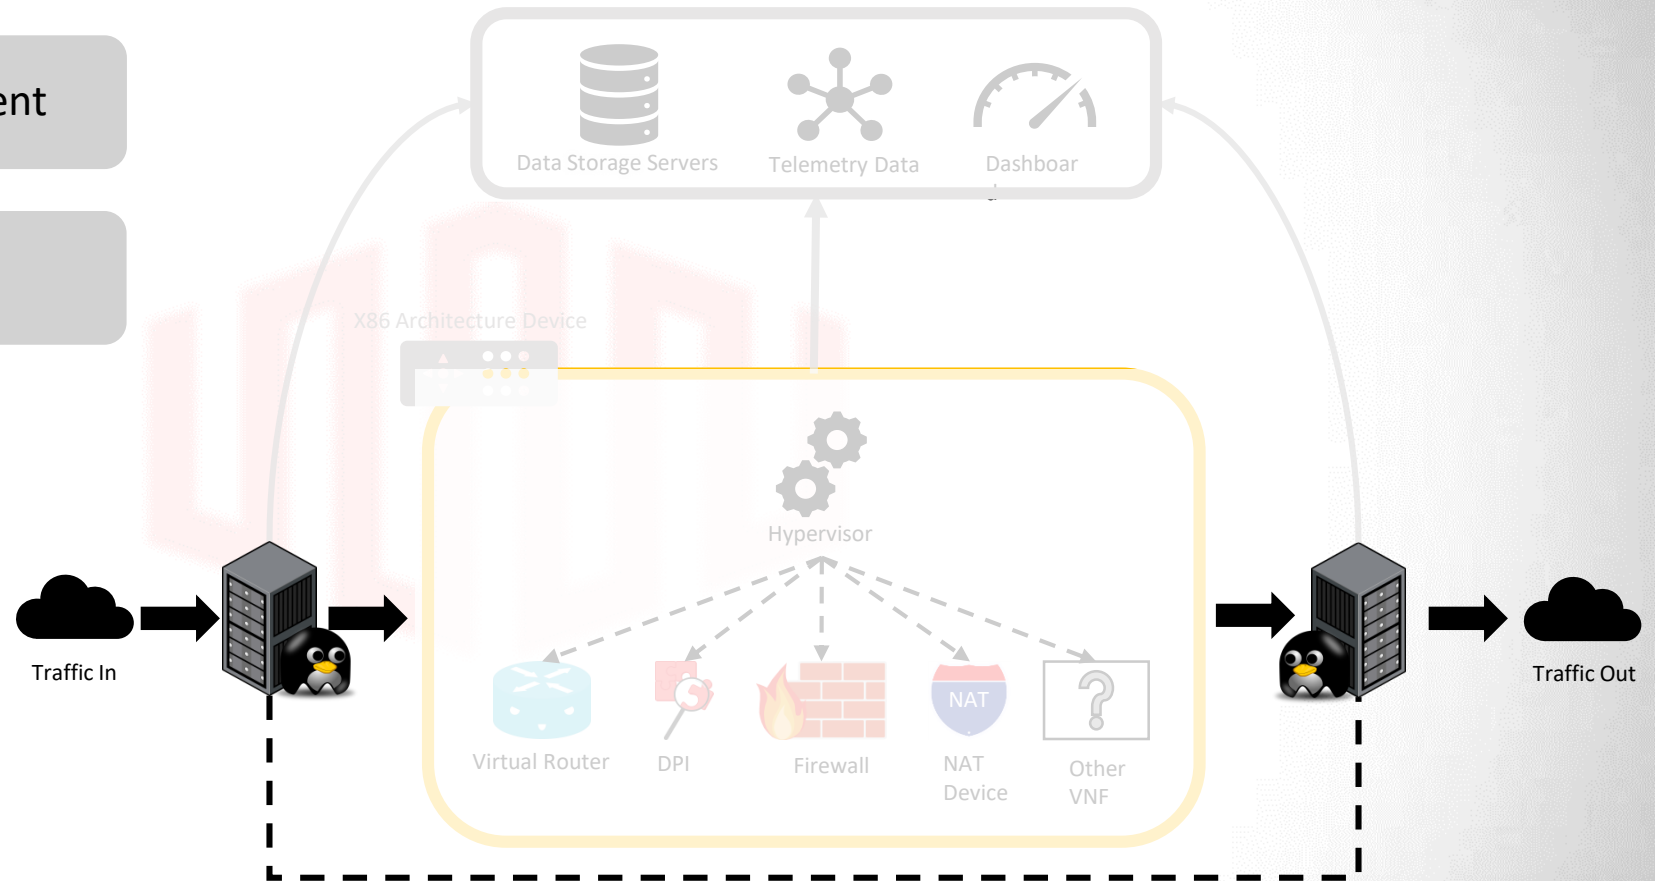 ent
Data Storage Servers
Telemetry Data
Dashboar
d
X86 Architecture Device
Hypervisor
Traffic In
Traffic Out
NAT
Virtual Router
DPI
Firewall
NAT
Device
Other
VNF